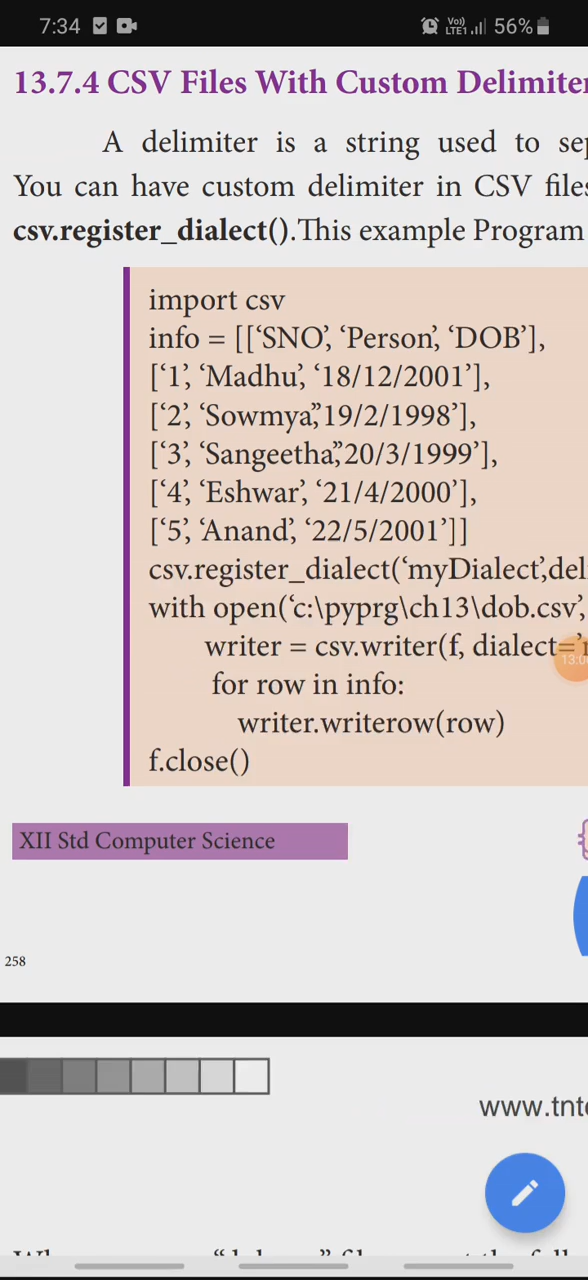 7:34
Vo)) LTE1 56%
13.7.4 CSV Files With Custom Delimiter
A delimiter is a string used to sep
You can have custom delimiter in CSV files
csv.register_dialect().This example Program
import csv
info = [[‘SNO’, ‘Person’, ‘DOB’],
[‘1’, ‘Madhu’, ‘18/12/2001’],
[‘2’, ‘Sowmya’,’19/2/1998’],
[‘3’, ‘Sangeetha’,’20/3/1999’],
[‘4’, ‘Eshwar’, ‘21/4/2000’],
[‘5’, ‘Anand’, ‘22/5/2001’]]
csv.register_dialect(‘myDialect’,del
with open(‘c:\pyprg\ch13\dob.csv’,
writer = csv.writer(f, dialect=’
13:0
for row in info:
writer.writerow(row)
f.close()
XII Std Computer Science
258
www.tnt